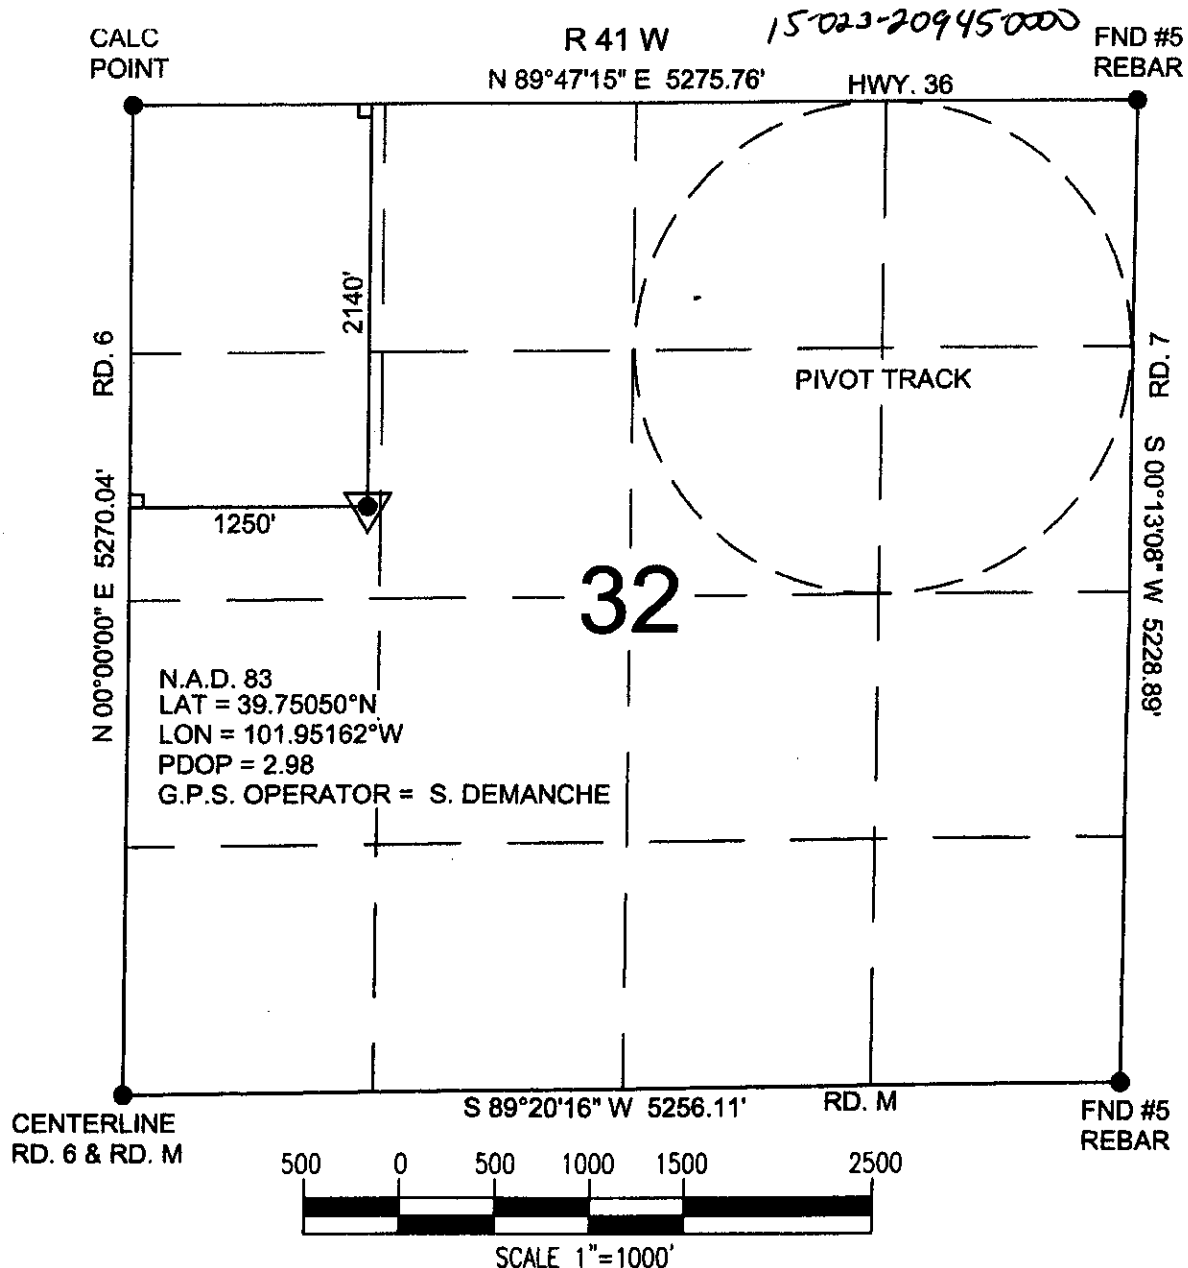 15-023-209450000
CALC
POINT
R 41 W
FND #5
REBAR
N 89°47'15" E 5275.76'
HWY. 36
2140'
RD. 6
PIVOT TRACK
RD. 7
1250'
N 00°00'00" E 5270.04'
S 00°13'08" W 5228.89'
32
N.A.D. 83
LAT = 39.75050°N
LON = 101.95162°W
PDOP = 2.98
G.P.S. OPERATOR = S. DEMANCHE
S 89°20'16" W 5256.11'
RD. M
CENTERLINE
RD. 6 & RD. M
FND #5
REBAR
500 0 500 1000 1500 2500
SCALE 1"=1000'